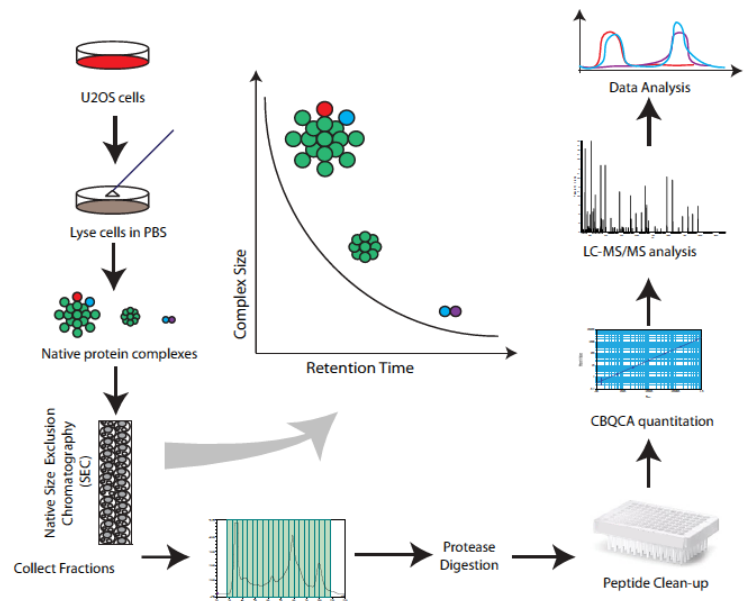 U2OS cells
Lyse cells in PBS
Native protein complexes
Native Size Exclusion
Chromatography
(SEC)
Collect Fractions
Complex Size
Retention Time
Protease
Digestion
Peptide Clean-up
CBQCA quantitation
LC-MS/MS analysis
Data Analysis